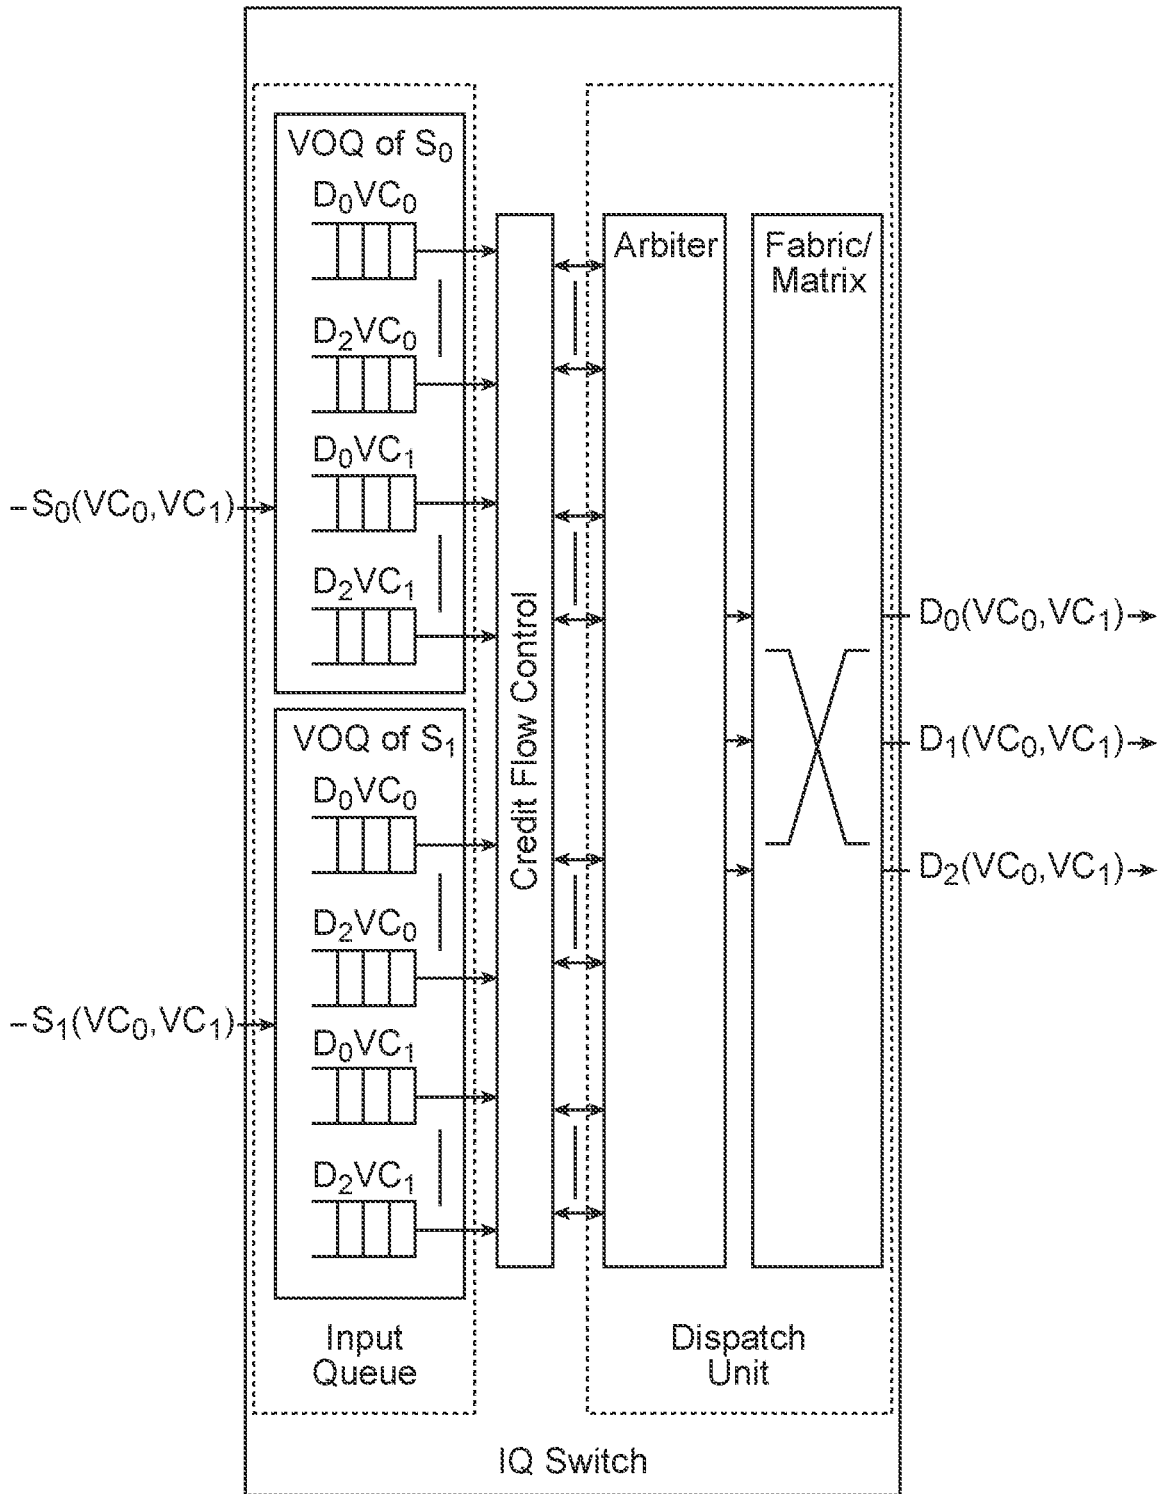 VOQ of S0
D0VC0
D2VC0
D0VC1
D2VC1
–S0(VC0,VC1)
VOQ of S1
D0VC0
D2VC0
D0VC1
D2VC1
–S1(VC0,VC1)
Input
Queue
Credit Flow Control
Arbiter
Fabric/
Matrix
D0(VC0,VC1)
D1(VC0,VC1)
D2(VC0,VC1)
Dispatch
Unit
IQ Switch